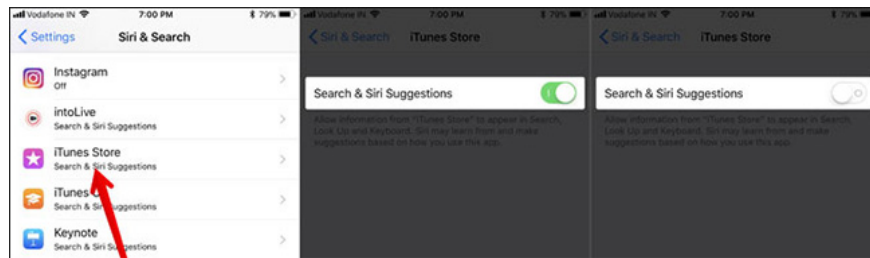 Vodafone IN 7:00 PM 79%
Settings Siri & Search
Instagram
Off
intoLive
Search & Siri Suggestions
iTunes Store
Search & Siri Suggestions
iTunes
Search & Siri Suggestions
Keynote
Search & Siri Suggestions
Vodafone IN 7:00 PM 79%
Siri & Search iTunes Store
Search & Siri Suggestions
Allow information from "iTunes Store" to appear in Search,
Look Up and Keyboard. Siri may learn from and make
suggestions based on how you use this app.
Vodafone IN 7:00 PM 79%
Siri & Search iTunes Store
Search & Siri Suggestions
Allow information from "iTunes Store" to appear in Search,
Look Up and Keyboard. Siri may learn from and make
suggestions based on how you use this app.